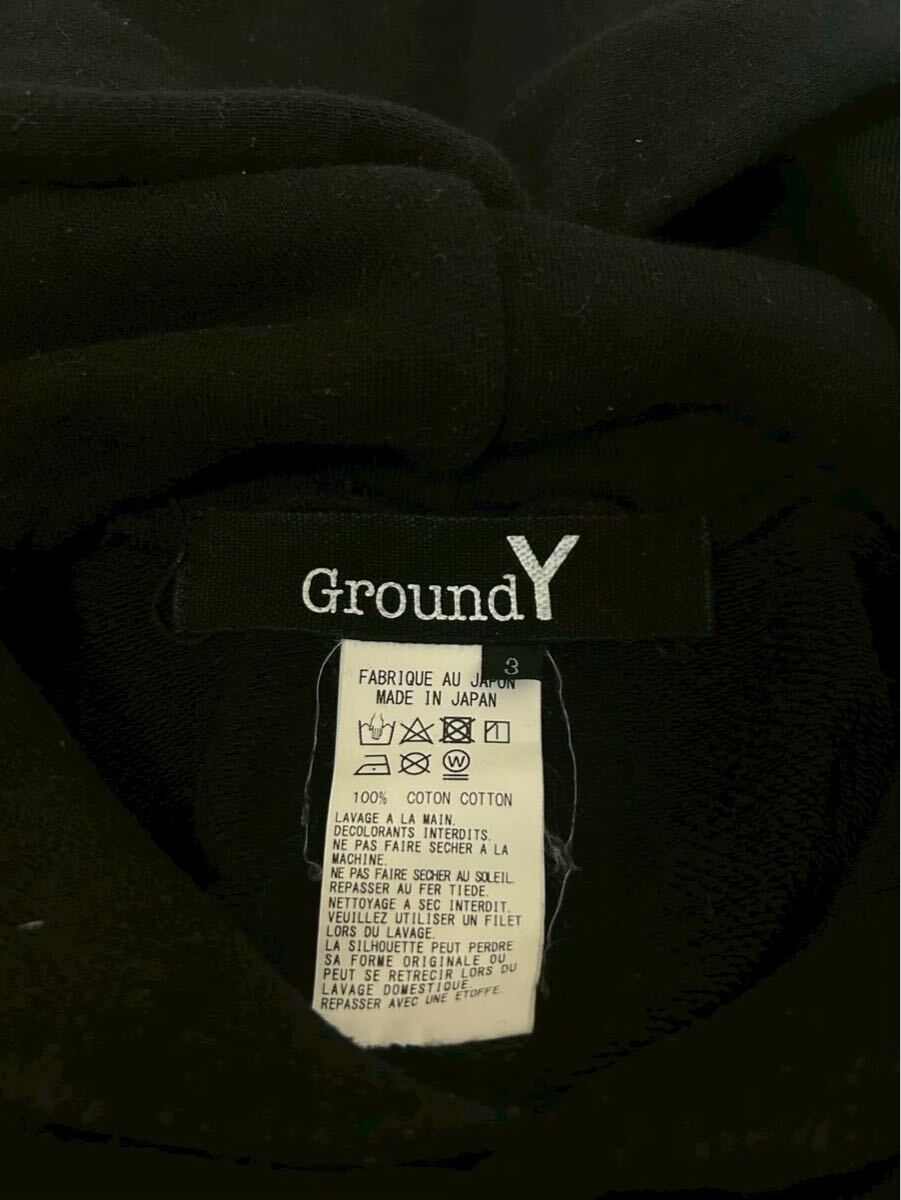 GroundY
3
FABRIQUE AU JAPON
MADE IN JAPAN
W
100% COTON COTTON
LAVAGE A LA MAIN.
DECOLORANTS INTERDITS.
NE PAS FAIRE SECHER A LA
MACHINE.
NE PAS FAIRE SECHER AU SOLEIL.
REPASSER AU FER TIEDE.
NETTOYAGE A SEC INTERDIT.
VEUILLEZ UTILISER UN FILET
LORS DU LAVAGE.
LA SILHOUETTE PEUT PERDRE
SA FORME ORIGINALE OU
PEUT SE RETRECIR LORS DU
LAVAGE DOMESTIQUE.
REPASSER AVEC UNE ETOFFE.